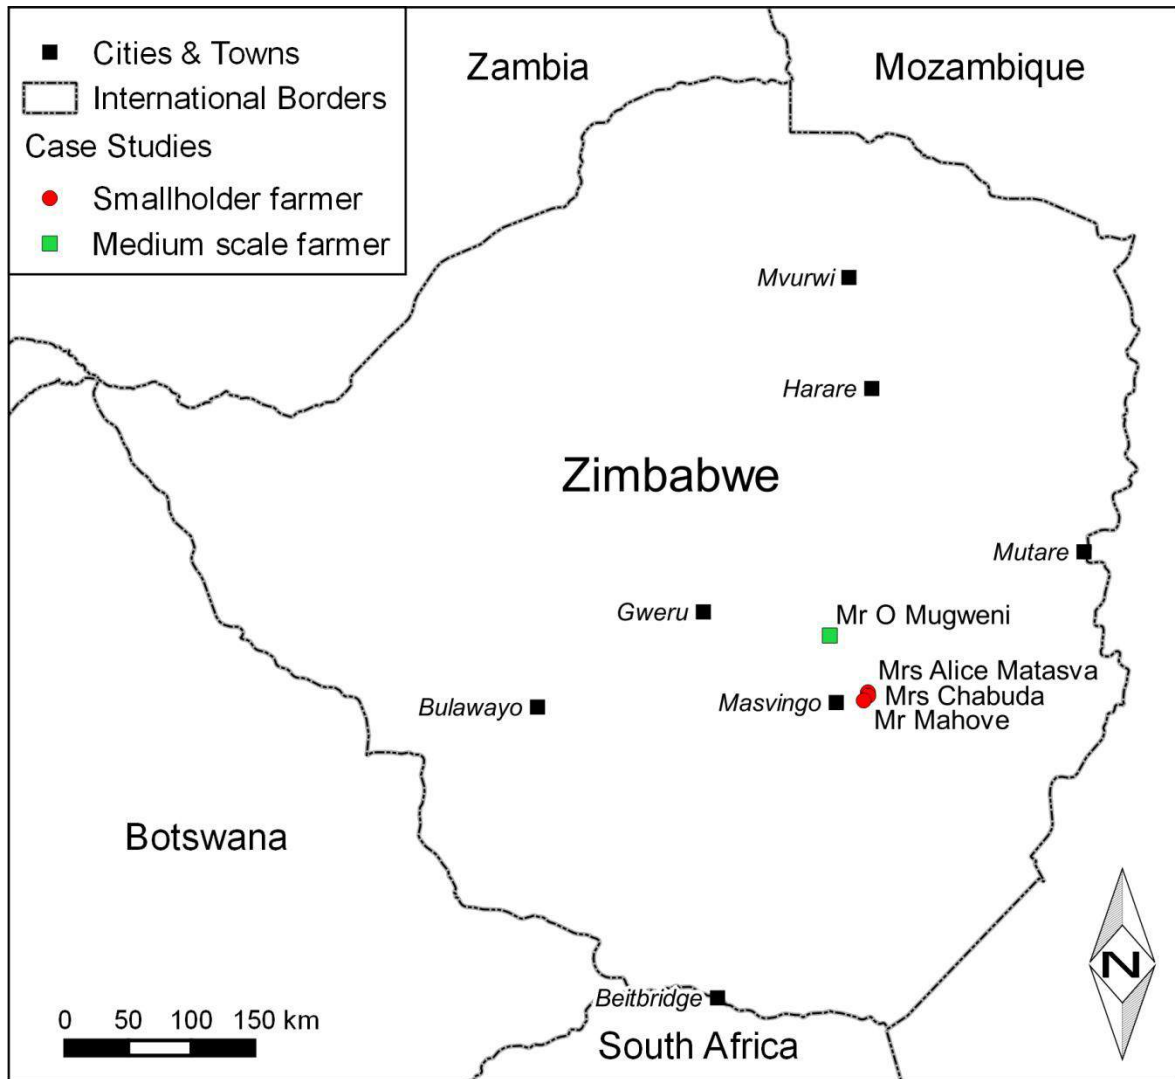 Cities & Towns
International Borders
Case Studies
Smallholder farmer
Medium scale farmer
Zambia
Mozambique
Mvurwi
Harare
Zimbabwe
Mutare
Gweru
Mr O Mugweni
Mrs Alice Matasva
Bulawayo
Masvingo
Mrs Chabuda
Mr Mahove
Botswana
N
Beitbridge
0 50 100 150 km
South Africa